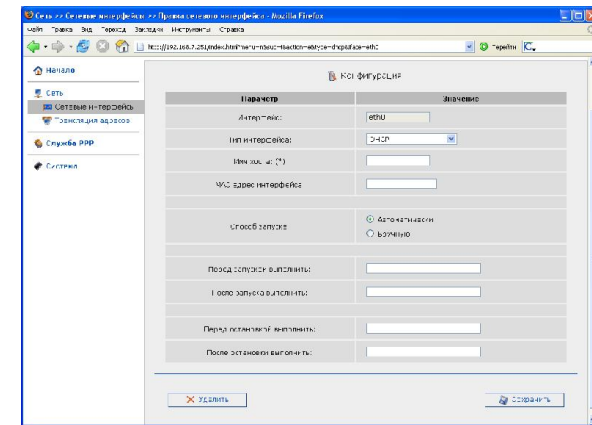 Сеть >> Сетевые интерфейсы >> Правка сетевого интерфейса - Mozilla Firefox
Файл Правка Вид Переход Закладки Инструменты Справка
Перейти
Начало
Сеть
Сетевые интерфейсы
Трансляция адресов
Служба PPP
Система
Конфигурация
Параметр Значение
Интерфейс: eth0
Тип интерфейса: DHCP
Имя хоста: (*)
MAC адрес интерфейса
Способ запуска
Автоматически
Вручную
Перед запуском выполнить:
После запуска выполнить:
Перед остановкой выполнить:
После остановки выполнить:
Удалить Сохранить